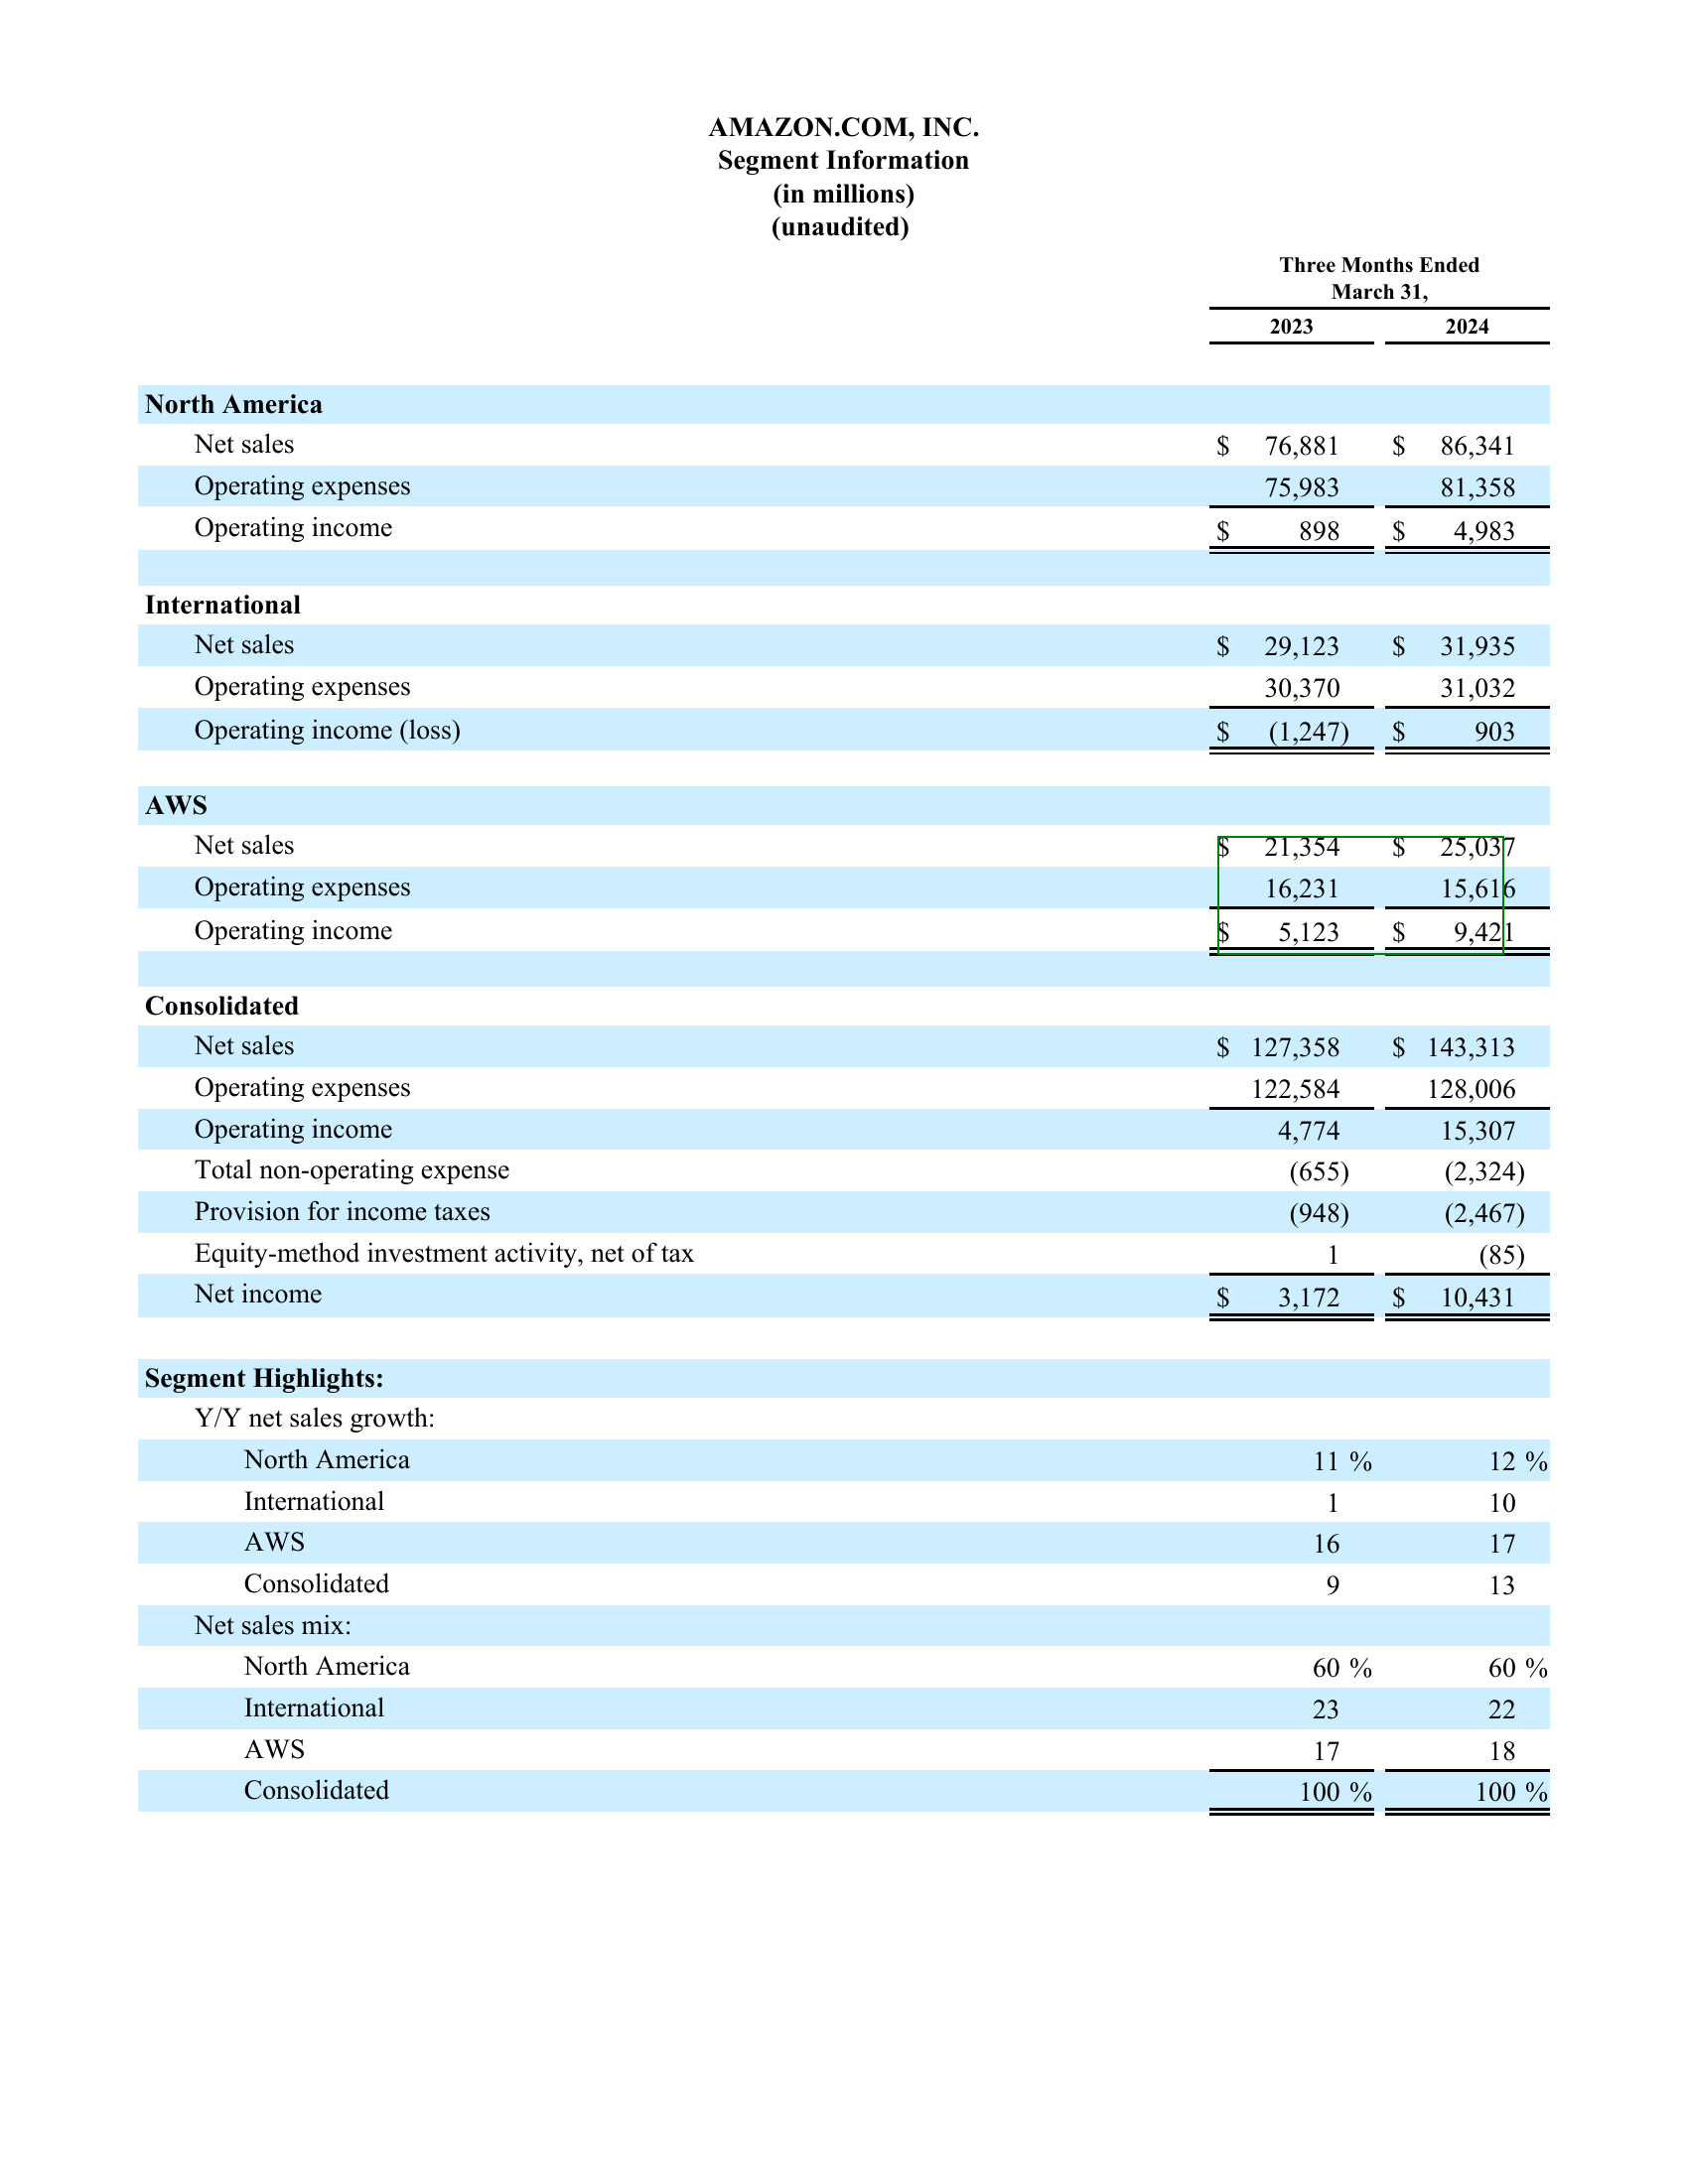 AMAZON.COM, INC.
Segment Information
(in millions)
(unaudited)
Three Months Ended
March 31,
2023 2024
North America
Net sales $ 76,881 $ 86,341
Operating expenses 75,983 81,358
Operating income $ 898 $ 4,983
International
Net sales $ 29,123 $ 31,935
Operating expenses 30,370 31,032
Operating income (loss) $ (1,247) $ 903
AWS
Net sales $ 21,354 $ 25,037
Operating expenses 16,231 15,616
Operating income $ 5,123 $ 9,421
Consolidated
Net sales $ 127,358 $ 143,313
Operating expenses 122,584 128,006
Operating income 4,774 15,307
Total non-operating expense (655) (2,324)
Provision for income taxes (948) (2,467)
Equity-method investment activity, net of tax 1 (85)
Net income $ 3,172 $ 10,431
Segment Highlights:
Y/Y net sales growth:
North America 11 % 12 %
International 1 10
AWS 16 17
Consolidated 9 13
Net sales mix:
North America 60 % 60 %
International 23 22
AWS 17 18
Consolidated 100 % 100 %